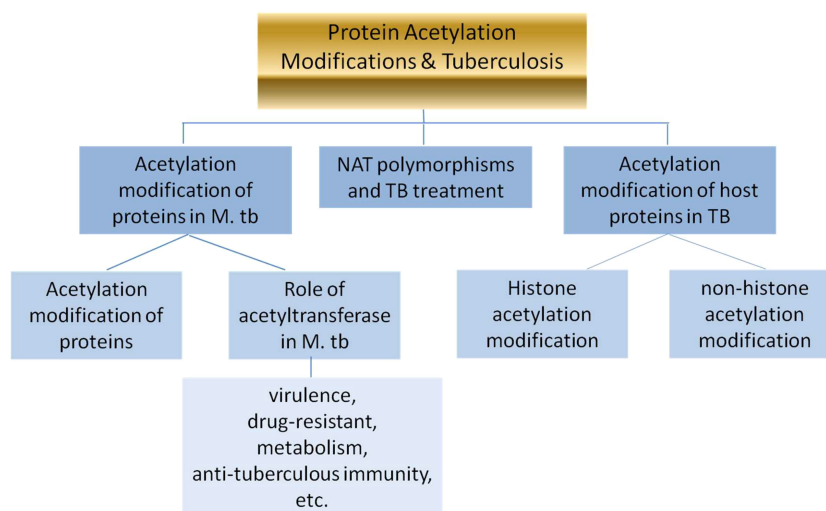 Protein Acetylation
Modifications & Tuberculosis
Acetylation
modification of
proteins in M. tb
NAT polymorphisms
and TB treatment
Acetylation
modification of host
proteins in TB
Acetylation
modification of
proteins
Role of
acetyltransferase
in M. tb
Histone
acetylation
modification
non-histone
acetylation
modification
virulence,
drug-resistant,
metabolism,
anti-tuberculous immunity,
etc.